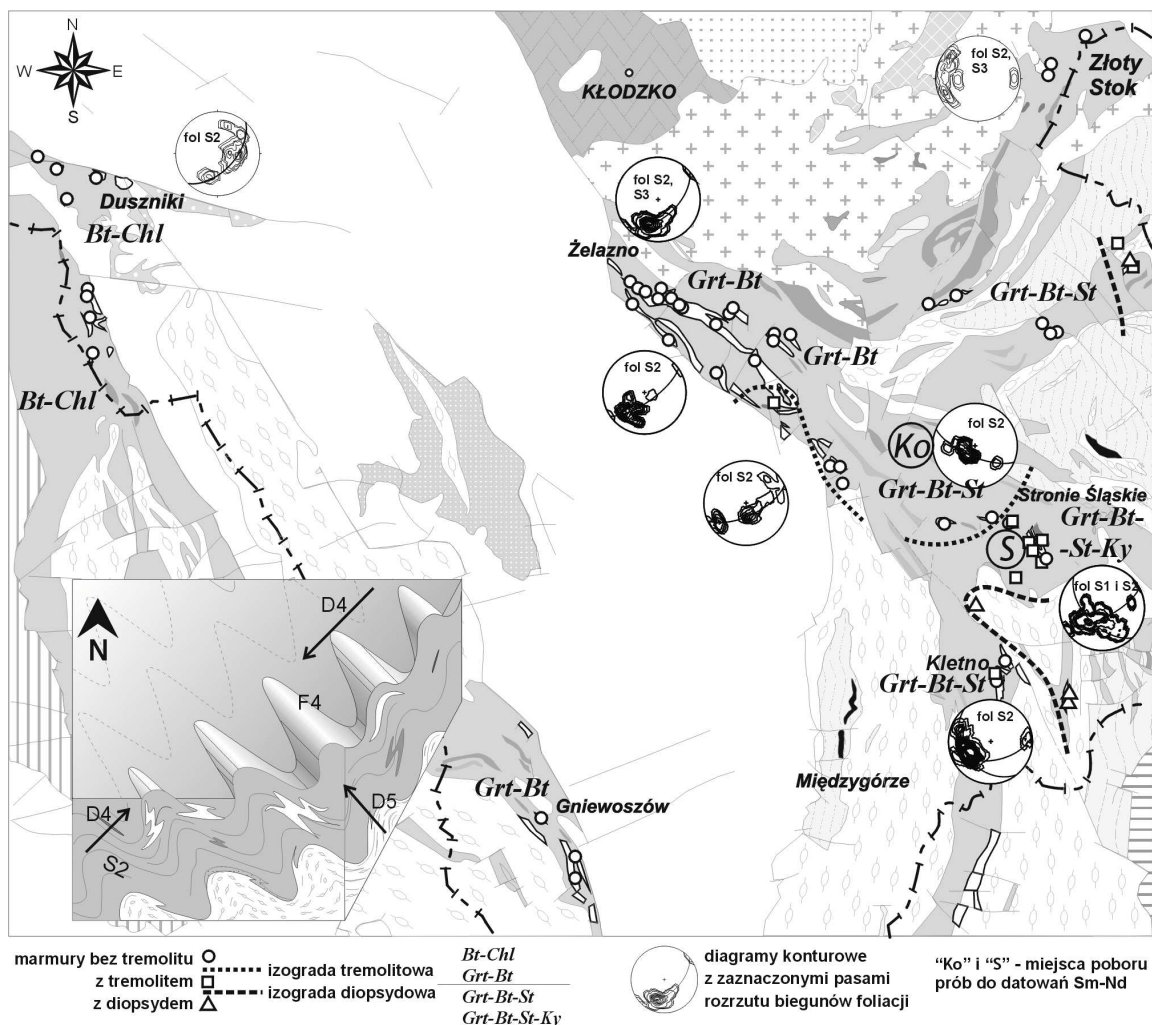 N
W E
S
fol S2
Duszniki
Bt-Chl
Bt-Chl
KŁODZKO
fol S2,
S3
Złoty
Stok
fol S2,
S3
Żelazno
Grt-Bt
Grt-Bt-St
Grt-Bt
fol S2
Ko
fol S2
fol S2
Grt-Bt-St
Stronie Śląskie
Grt-Bt-
-St-Ky
S
fol S1 i S2
Kletno
Grt-Bt-St
fol S2
Międzygórze
N
D4
F4
D4
D5
S2
Grt-Bt
Gniewoszów
marmury bez tremolitu
z tremolitem
z diopsydem
izograda tremolitowa
izograda diopsydowa
Bt-Chl
Grt-Bt
Grt-Bt-St
Grt-Bt-St-Ky
diagramy konturowe
z zaznaczonymi pasami
rozrzutu biegunów foliacji
“Ko” i “S” - miejsca poboru
prób do datowań Sm-Nd